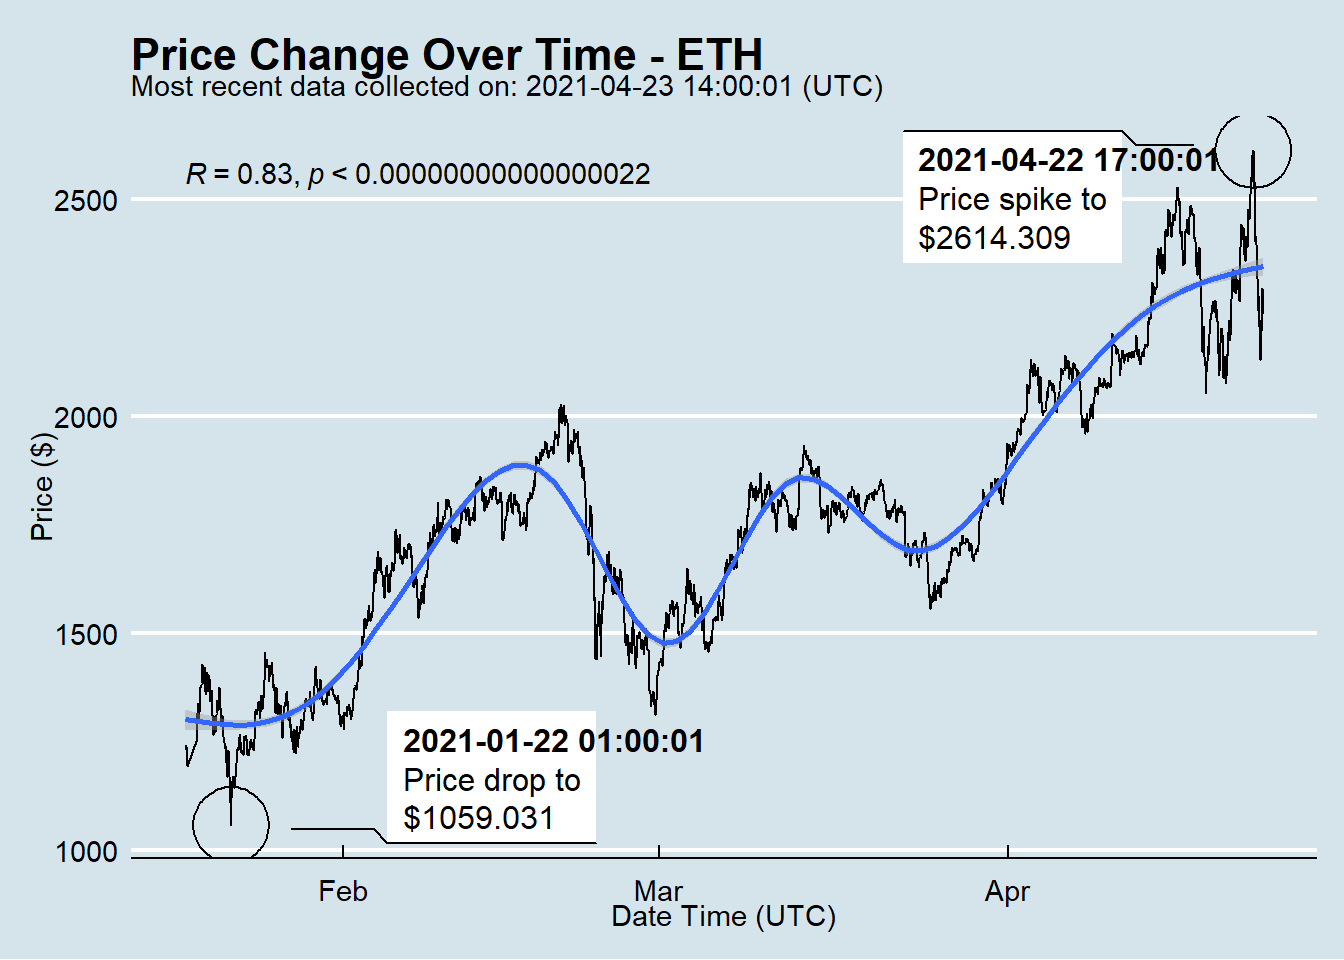 Price Change Over Time - ETH
Most recent data collected on: 2021-04-23 14:00:01 (UTC)
R = 0.83, p < 0.00000000000000022
2021-04-22 17:00:01
Price spike to
$2614.309
2500
2000
1500
1000
Price ($)
2021-01-22 01:00:01
Price drop to
$1059.031
Feb
Mar
Apr
Date Time (UTC)